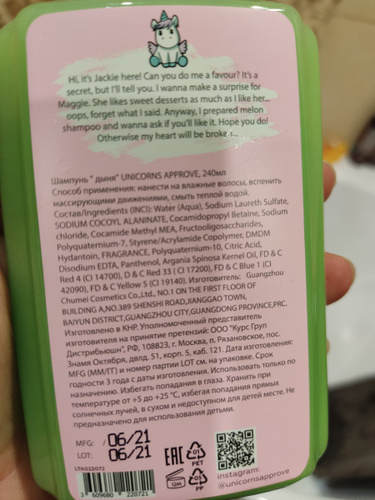 Hi, it's Jackie here! Can you do me a favour? It's a
secret, but I'll tell you. I wanna make a surprise for
Maggie. She likes sweet desserts as much as I like her...
oops, forget what I said. Anyway, I prepared melon
shampoo and wanna ask if you'll like it. Hope you do!
Otherwise my heart will be broken...
Шампунь " дыня" UNICORNS APPROVE, 240мл
Способ применения: нанести на влажные волосы, вспенить
массирующими движениями, смыть теплой водой.
Состав/Ingredients (INCI): Water (Aqua), Sodium Laureth Sulfate,
SODIUM COCOYL ALANINATE, Cocamidopropyl Betaine, Sodium
chloride, Cocamide Methyl MEA, Fructooligosaccharides,
Polyquaternium-7, Styrene/Acrylamide Copolymer, DMDM
Hydantoin, FRAGRANCE, Polyquaternium-10, Citric Acid,
Disodium EDTA, Panthenol, Argania Spinosa Kernel Oil, FD & C
Red 4 (CI 14700), D & C Red 33 (CI 17200), FD & C Blue 1 (CI
42090), FD & C Yellow 5 (CI 19140). Изготовитель: Guangzhou
Chumei Cosmetics Co.,Ltd., NO.1 ON THE FIRST FLOOR OF
BUILDING A,NO.389 SHENSHI ROAD,JIANGGAO TOWN,
BAIYUN DISTRICT,GUANGZHOU CITY,GUANGDONG PROVINCE,PRC.
Изготовлено в КНР. Уполномоченный представитель
изготовителя на принятие претензий: ООО "Курс Груп
Дистрибьюшн", РФ, 108823, г. Москва, п. Рязановское, пос.
Знамя Октября, двлд. 51, корп. 5, каб. 121. Дата изготовления:
MFG (ММ/ГГ) и номер партии LOT см. на упаковке. Срок
годности 3 года с даты изготовления. Использовать только по
назначению. Избегать попадания в глаза. Хранить при
температуре от +5 до +25 °C, избегая попадания прямых
солнечных лучей, в сухом и недоступном для детей месте. Не
предназначено для использования детьми.
MFG: 06/21
LOT: 06/21
LTAG22072
3 609680 220721
12M
EAC
01
PET
05
PP
Instagram:
@unicornsapprove